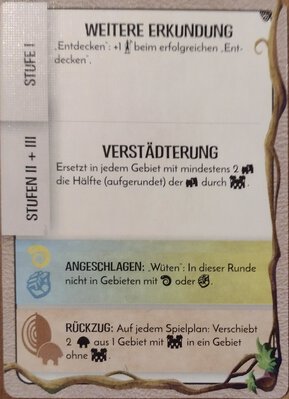 STUFE I
WEITERE ERKUNDUNG
„Entdecken“: +1 beim erfolgreichen „Ent-
decken“.
STUFEN II + III
VERSTÄDTERUNG
Ersetzt in jedem Gebiet mit mindestens 2
die Hälfte (aufgerundet) der durch .
ANGESCHLAGEN: „Wüten“: In dieser Runde
nicht in Gebieten mit oder .
RÜCKZUG: Auf jedem Spielplan: Verschiebt
2 aus 1 Gebiet mit in ein Gebiet
ohne .